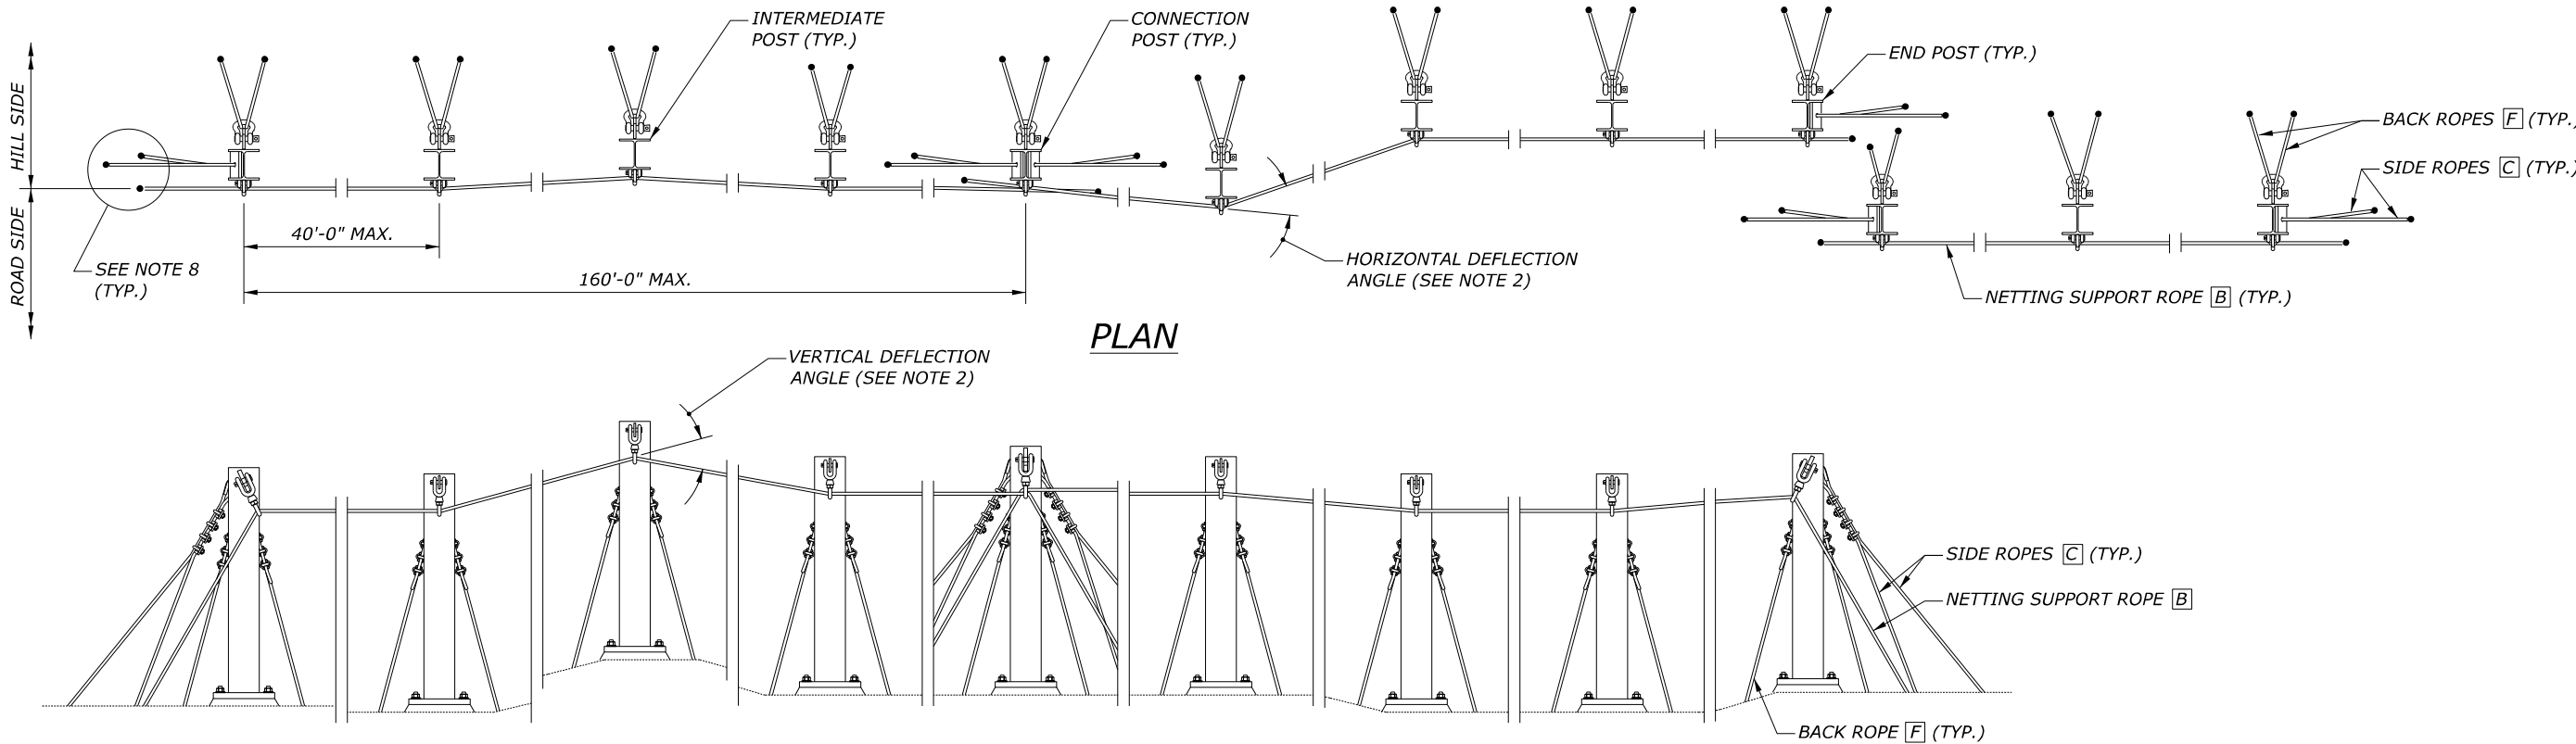 INTERMEDIATE
POST (TYP.)
CONNECTION
POST (TYP.)
END POST (TYP.)
BACK ROPES F (TYP.)
SIDE ROPES C (TYP.)
HILL SIDE
ROAD SIDE
40'-0" MAX.
160'-0" MAX.
SEE NOTE 8
(TYP.)
HORIZONTAL DEFLECTION
ANGLE (SEE NOTE 2)
NETTING SUPPORT ROPE B (TYP.)
PLAN
VERTICAL DEFLECTION
ANGLE (SEE NOTE 2)
SIDE ROPES C (TYP.)
NETTING SUPPORT ROPE B
BACK ROPE F (TYP.)